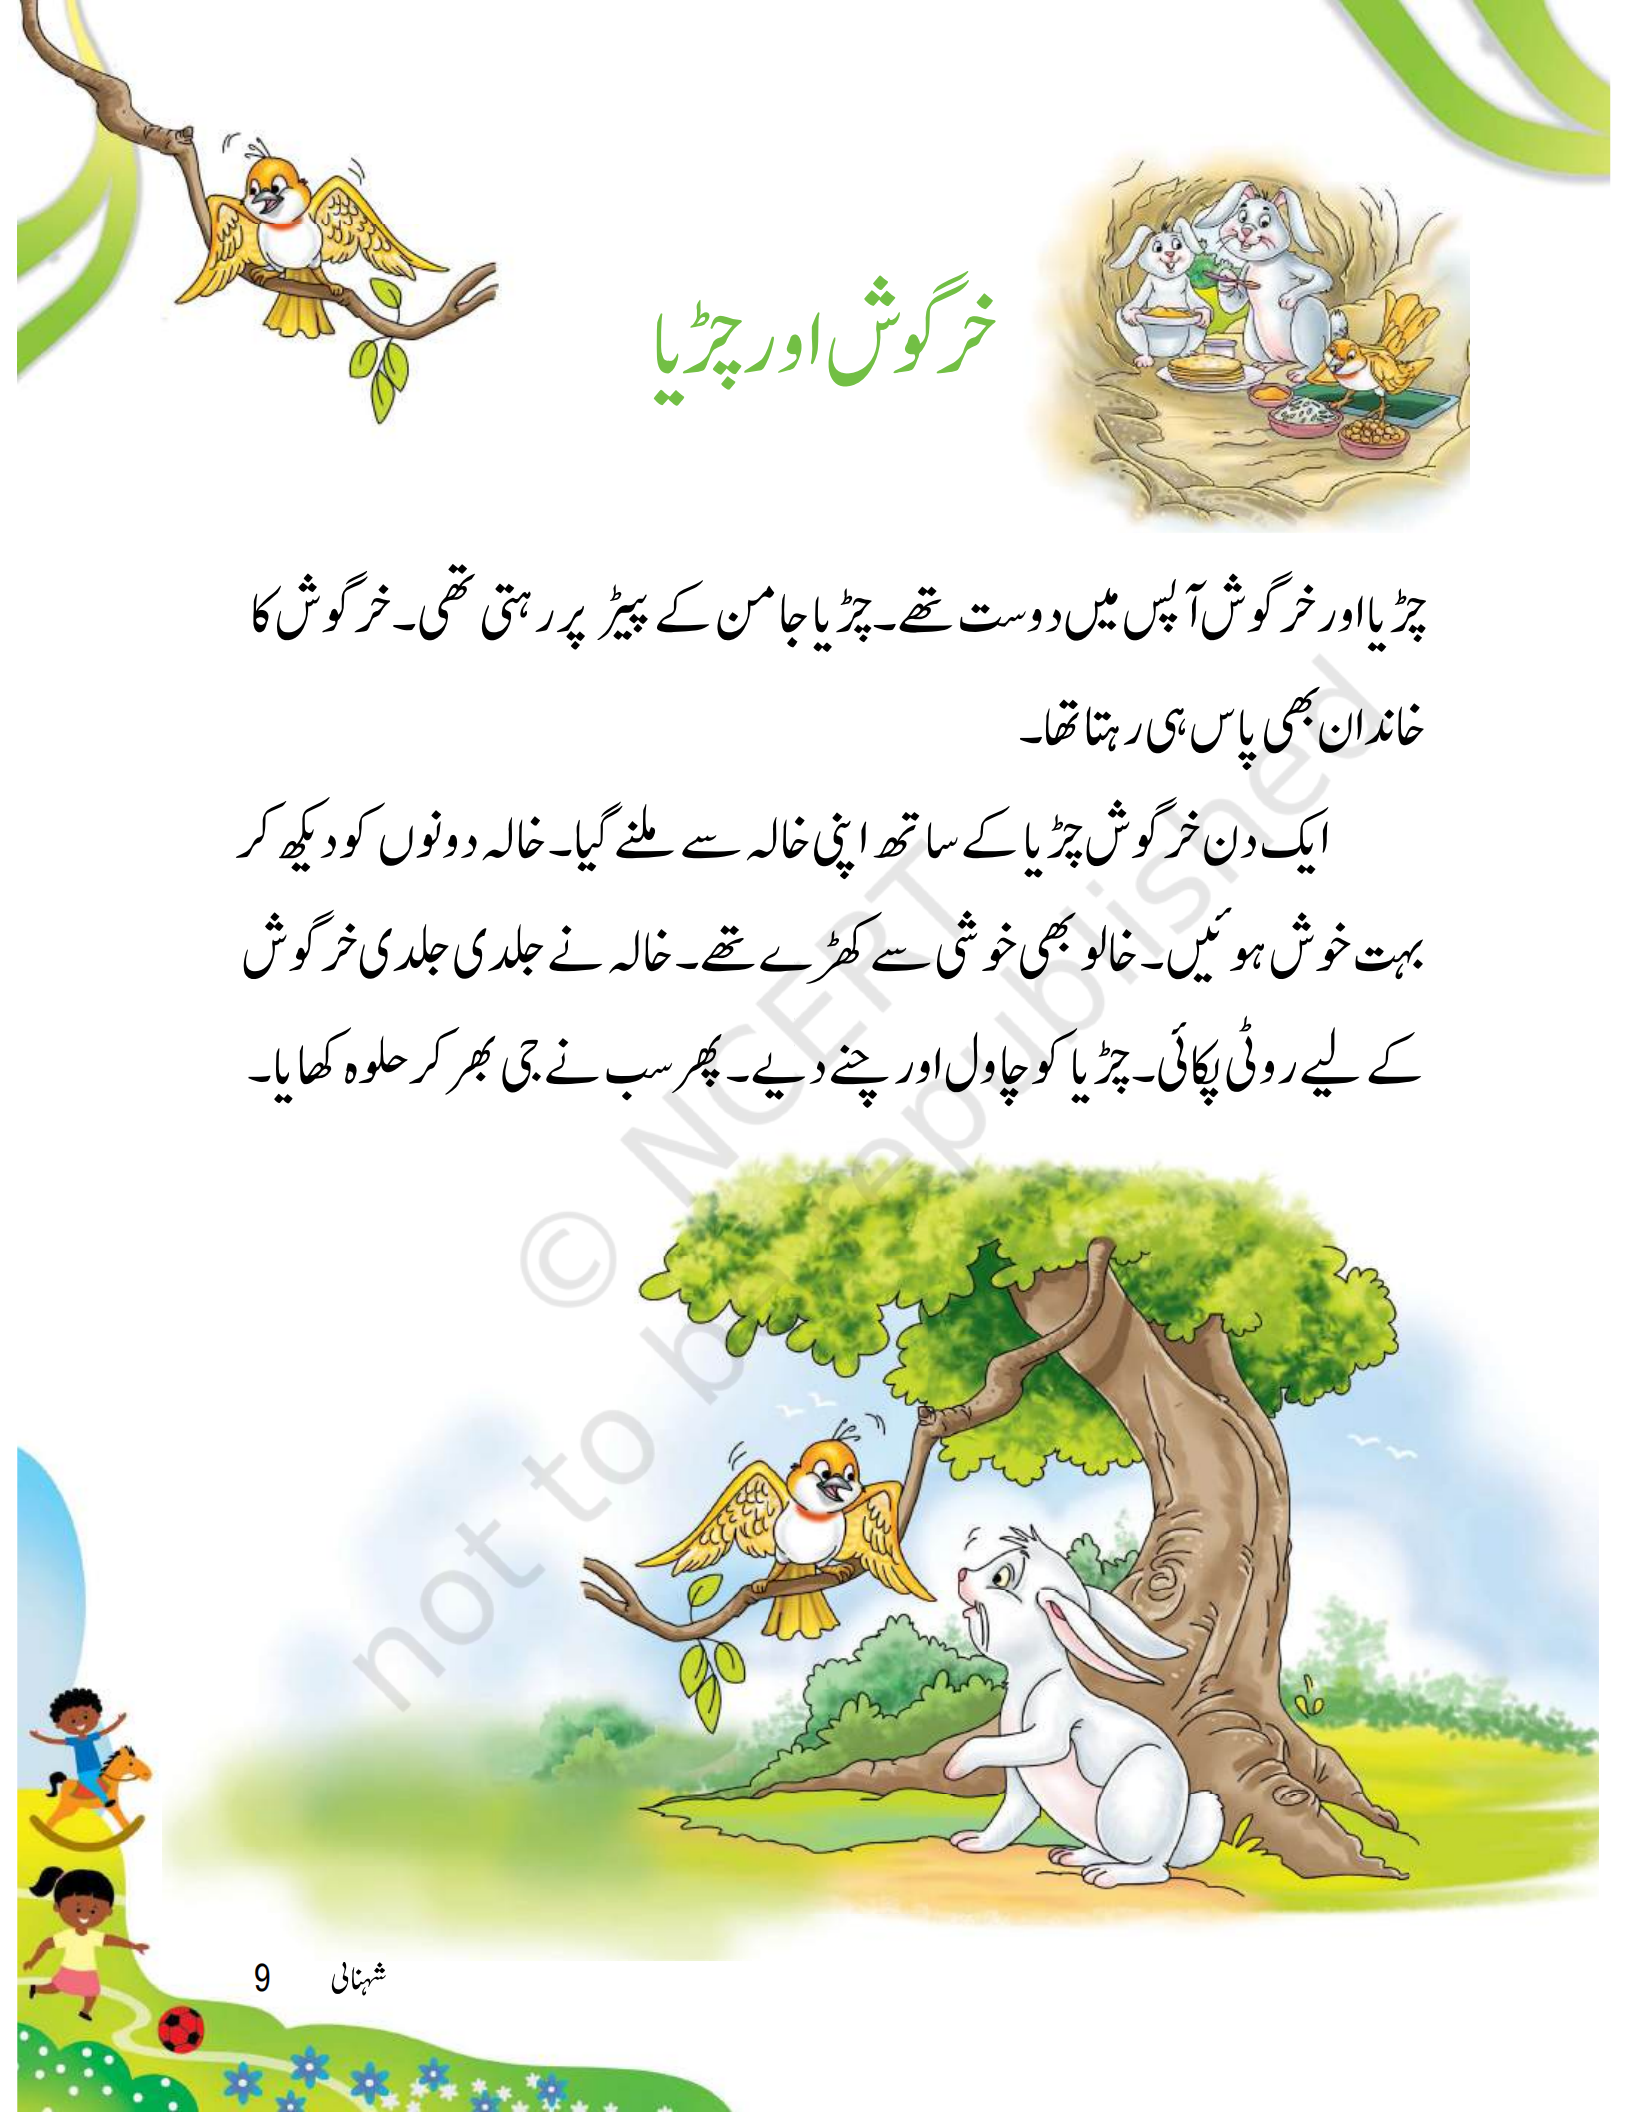 خرگوش اور چڑیا
چڑیا اور خرگوش آپس میں دوست تھے۔ چڑیا جامن کے پیڑ پر رہتی تھی۔ خرگوش کا
خاندان بھی پاس ہی رہتا تھا۔
ایک دن خرگوش چڑیا کے ساتھ اپنی خالہ سے ملنے گیا۔ خالہ دونوں کو دیکھ کر
بہت خوش ہوئیں۔ خالو بھی خوشی سے کھڑے تھے۔ خالہ نے جلدی جلدی خرگوش
کے لیے روٹی پکائی۔ چڑیا کو چاول اور چنے دیے۔ پھر سب نے جی بھر کر حلوہ کھایا۔
© NCERT
not to be republished
شہنائی 9